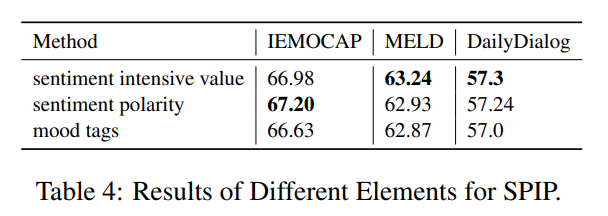 Method IEMOCAP MELD DailyDialog
sentiment intensive value 66.98 63.24 57.3
sentiment polarity 67.20 62.93 57.24
mood tags 66.63 62.87 57.0
Table 4: Results of Different Elements for SPIP.